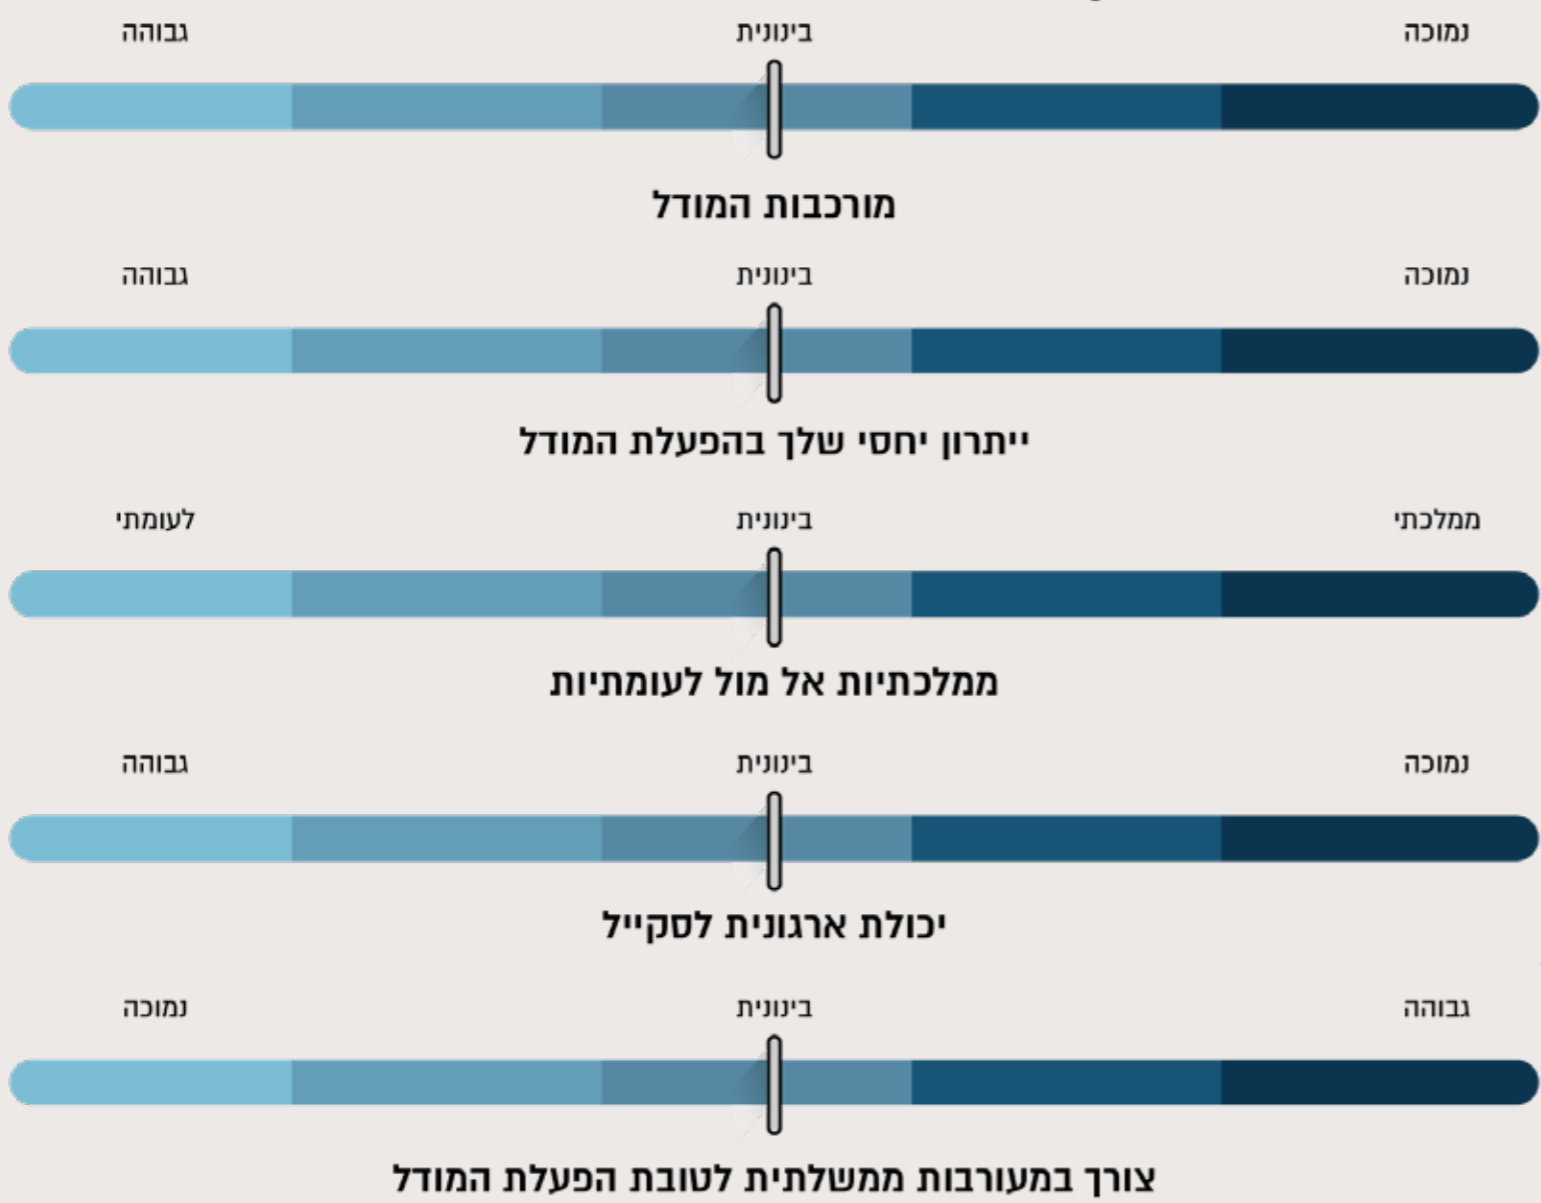 נמוכה בינונית גבוהה
מורכבות המודל
נמוכה בינונית גבוהה
ייתרון יחסי שלך בהפעלת המודל
ממלכתי בינונית לעומתי
ממלכתיות אל מול לעומתיות
נמוכה בינונית גבוהה
יכולת ארגונית לסקייל
גבוהה בינונית נמוכה
צורך במעורבות ממשלתית לטובת הפעלת המודל